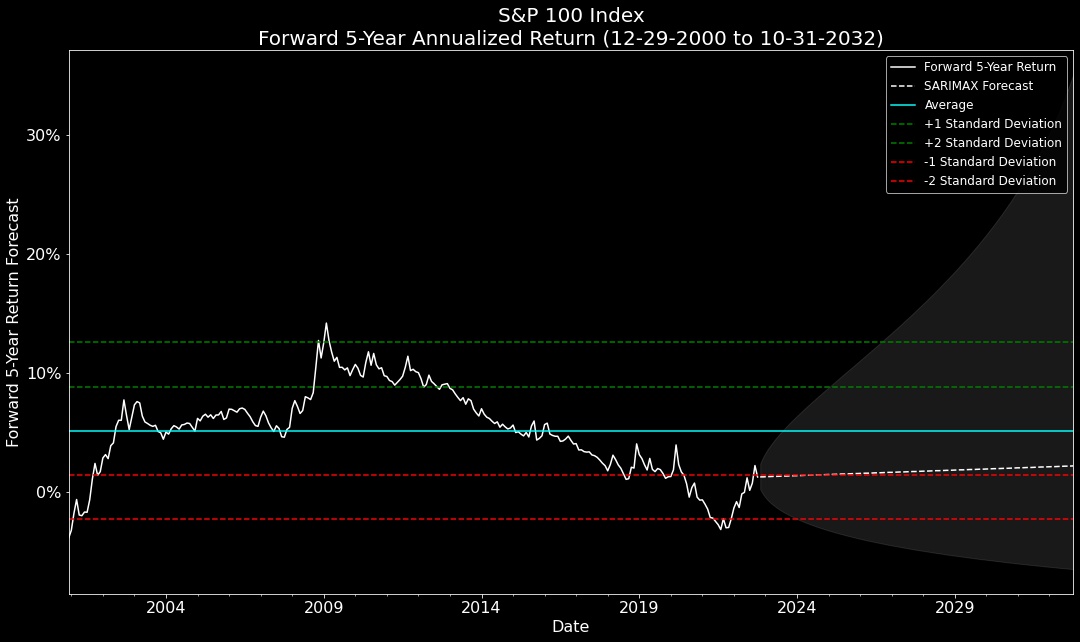 S&P 100 Index
Forward 5-Year Annualized Return (12-29-2000 to 10-31-2032)
Forward 5-Year Return
SARIMAX Forecast
Average
+1 Standard Deviation
+2 Standard Deviation
-1 Standard Deviation
-2 Standard Deviation
Forward 5-Year Return Forecast
30%
20%
10%
0%
2004
2009
2014
2019
2024
2029
Date